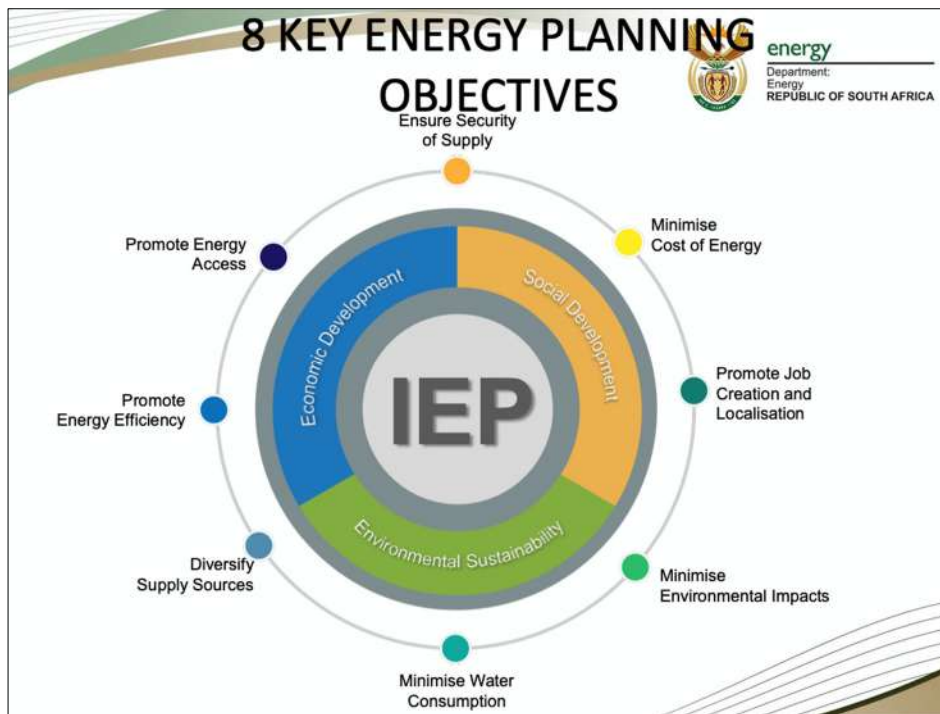 8 KEY ENERGY PLANNING
OBJECTIVES
energy
Department:
Energy
REPUBLIC OF SOUTH AFRICA
Ensure Security
of Supply
Minimise
Cost of Energy
Promote Job
Creation and
Localisation
Minimise
Environmental Impacts
Minimise Water
Consumption
Diversify
Supply Sources
Promote
Energy Efficiency
Promote Energy
Access
Economic Development
Social Development
Environmental Sustainability
IEP